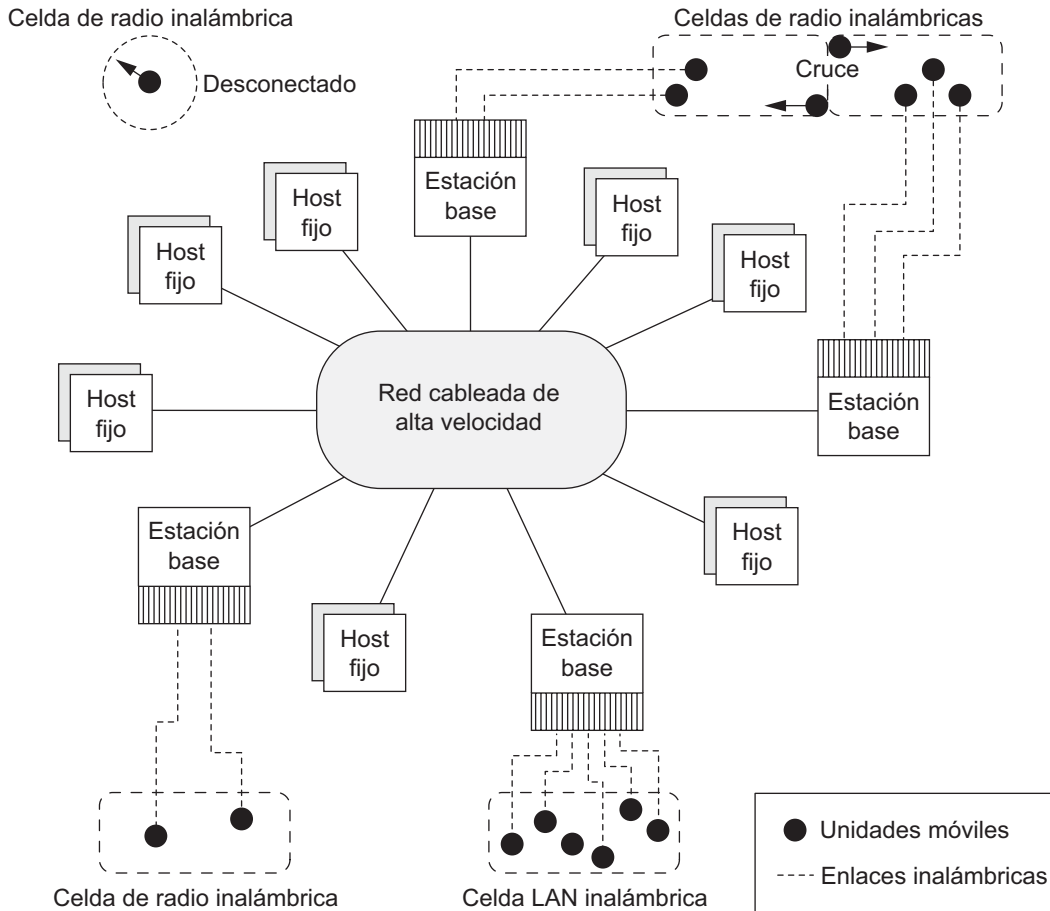 Celda de radio inalámbrica
Celdas de radio inalámbricas
Desconectado
Cruce
Estación
base
Host
fijo
Host
fijo
Host
fijo
Host
fijo
Host
fijo
Red cableada de
alta velocidad
Estación
base
Estación
base
Host
fijo
Host
fijo
Estación
base
Celda de radio inalámbrica
Celda LAN inalámbrica
Unidades móviles
Enlaces inalámbricas